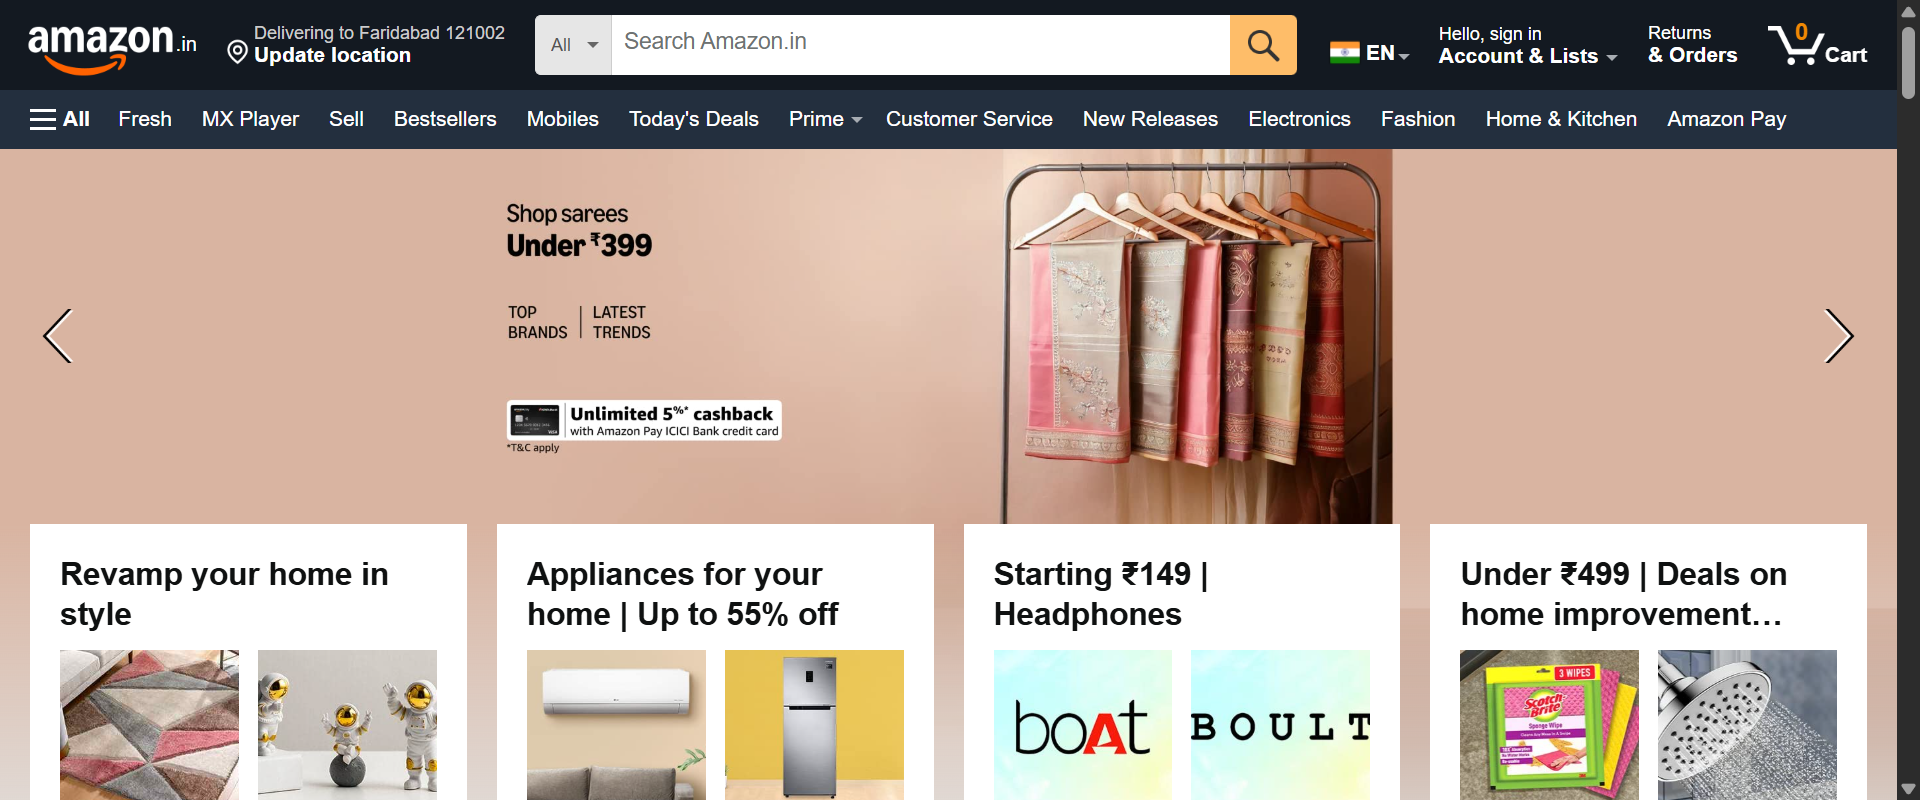 amazon.in
Delivering to Faridabad 121002
Update location
All
Search Amazon.in
EN
Hello, sign in
Account & Lists
Returns
& Orders
0
Cart
All
Fresh
MX Player
Sell
Bestsellers
Mobiles
Today's Deals
Prime
Customer Service
New Releases
Electronics
Fashion
Home & Kitchen
Amazon Pay
Shop sarees
Under ₹399
TOP
BRANDS
LATEST
TRENDS
Unlimited 5%* cashback
with Amazon Pay ICICI Bank credit card
*T&C apply
Revamp your home in
style
Appliances for your
home | Up to 55% off
Starting ₹149 |
Headphones
Under ₹499 | Deals on
home improvement…
boAt
BOULT
3 WIPES
Scotch
Brite
Sponge Wipe